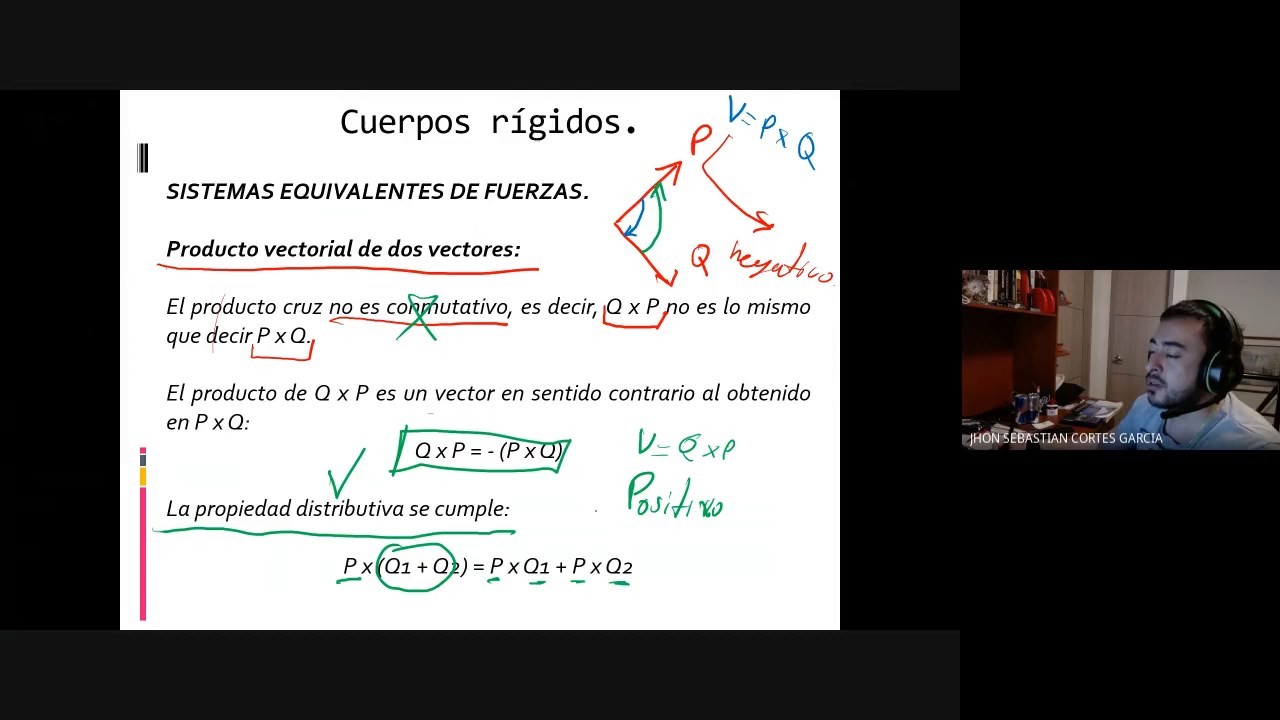 Cuerpos rígidos.
V=P x Q
P
SISTEMAS EQUIVALENTES DE FUERZAS.
Producto vectorial de dos vectores:
Q
negativo.
El producto cruz no es conmutativo, es decir, Q x P no es lo mismo
que decir P x Q.
El producto de Q x P es un vector en sentido contrario al obtenido
en P x Q:
Q x P = - (P x Q)
V = Q x P
Positivo
La propiedad distributiva se cumple:
P x (Q1 + Q2) = P x Q1 + P x Q2
JHON SEBASTIAN CORTES GARCIA